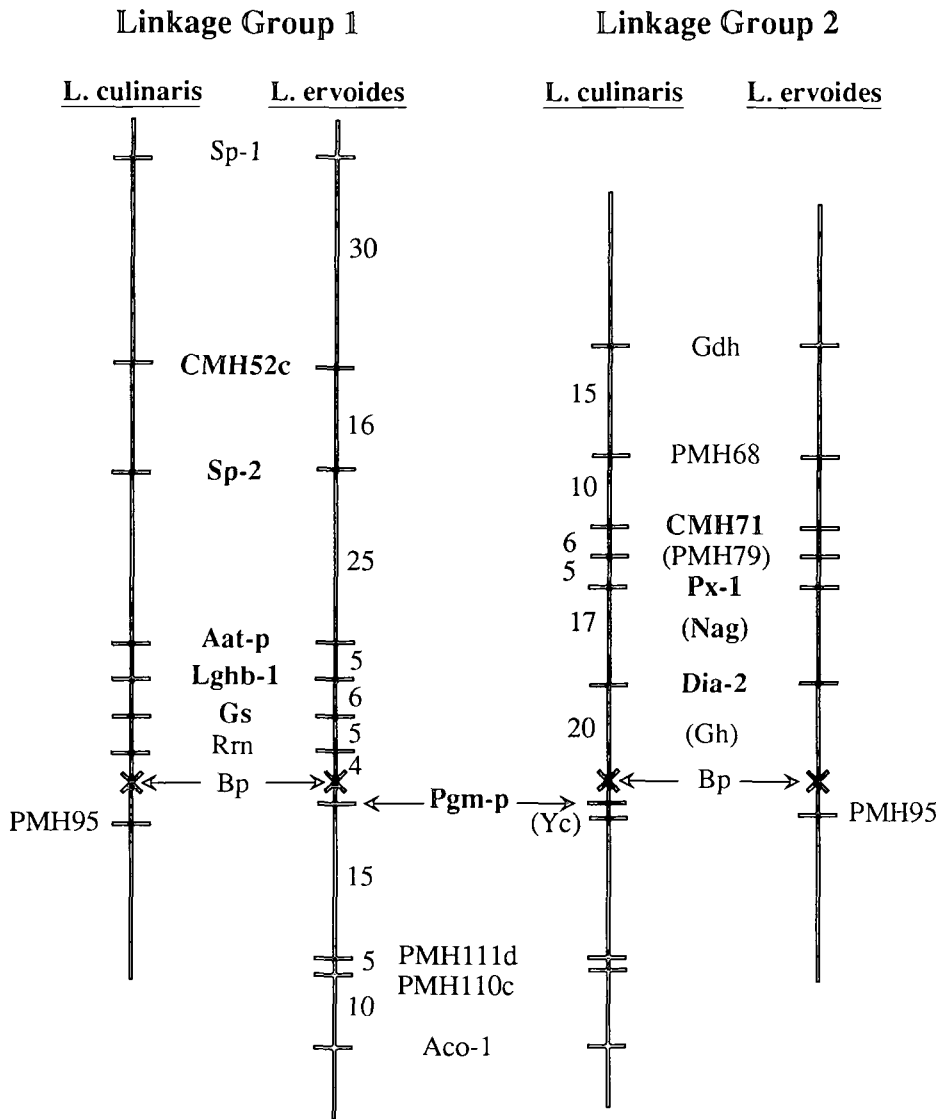 Linkage Group 1 Linkage Group 2
L. culinaris L. ervoides L. culinaris L. ervoides
Sp-1
30
Gdh
CMH52c
15
16
PMH68
Sp-2
10
CMH71
6
(PMH79)
25
5
Px-1
17
(Nag)
Aat-p
5
Lghb-1
Dia-2
6
Gs
20
(Gh)
5
Rrn
4
Bp Bp
Pgm-p
PMH95 (Yc) PMH95
15
PMH111d
5
PMH110c
10
Aco-1